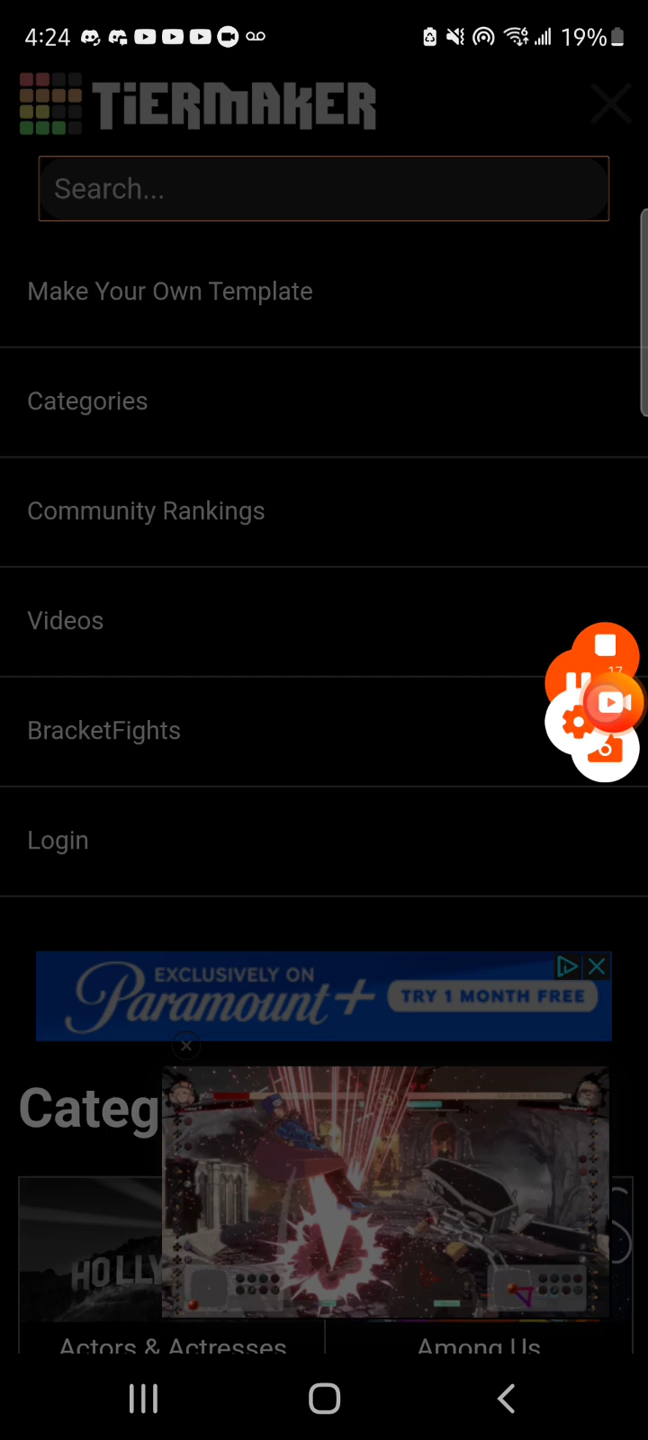 4:24
19%
TiERMAKER
Search...
Make Your Own Template
Categories
Community Rankings
Videos
17
BracketFights
Login
EXCLUSIVELY ON
Paramount+
TRY 1 MONTH FREE
Categ
HOLLY
Actors & Actresses
Among Us